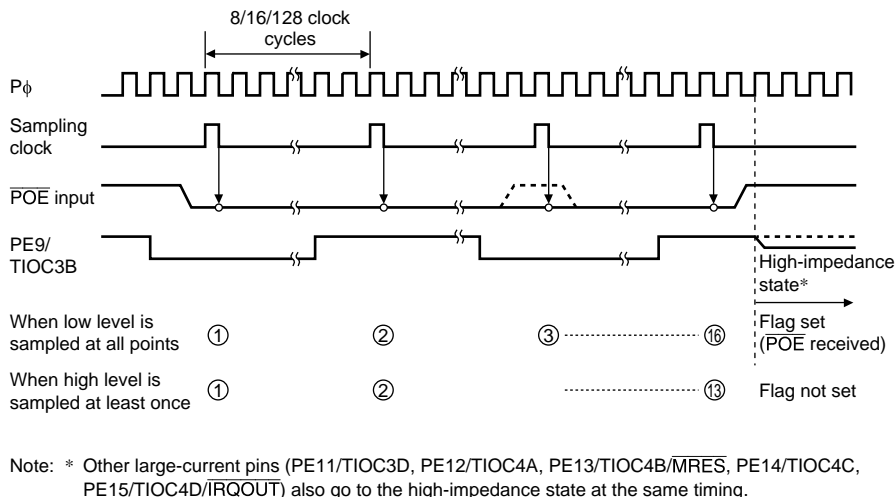 8/16/128 clock
cycles
Pϕ
Sampling
clock
POE input
PE9/
TIOC3B
High-impedance
state*
When low level is
sampled at all points
① ② ③ ⑯
Flag set
(POE received)
When high level is
sampled at least once
① ② ⑬
Flag not set
Note: * Other large-current pins (PE11/TIOC3D, PE12/TIOC4A, PE13/TIOC4B/MRES, PE14/TIOC4C,
PE15/TIOC4D/IRQOUT) also go to the high-impedance state at the same timing.